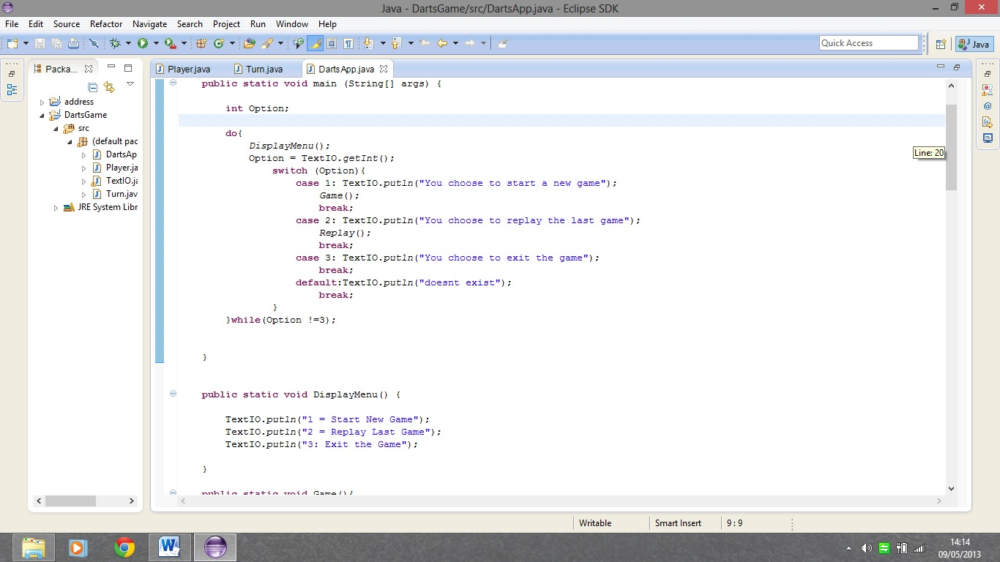 Java - DartsGame/src/DartsApp.java - Eclipse SDK
File Edit Source Refactor Navigate Search Project Run Window Help
Quick Access
Java
Packa...
Player.java
Turn.java
DartsApp.java
address
DartsGame
src
(default pac
DartsAp
Player.ja
TextIO.ja
Turn.jav
JRE System Libr
public static void main (String[] args) {
int Option;
do{
DisplayMenu();
Option = TextIO.getInt();
switch (Option){
case 1: TextIO.putln("You choose to start a new game");
Game();
break;
case 2: TextIO.putln("You choose to replay the last game");
Replay();
break;
case 3: TextIO.putln("You choose to exit the game");
break;
default:TextIO.putln("doesnt exist");
break;
}
}while(Option !=3);
}
public static void DisplayMenu() {
TextIO.putln("1 = Start New Game");
TextIO.putln("2 = Replay Last Game");
TextIO.putln("3: Exit the Game");
}
public static void Game(){
Line: 20
Writable
Smart Insert
9 : 9
14:14
09/05/2013